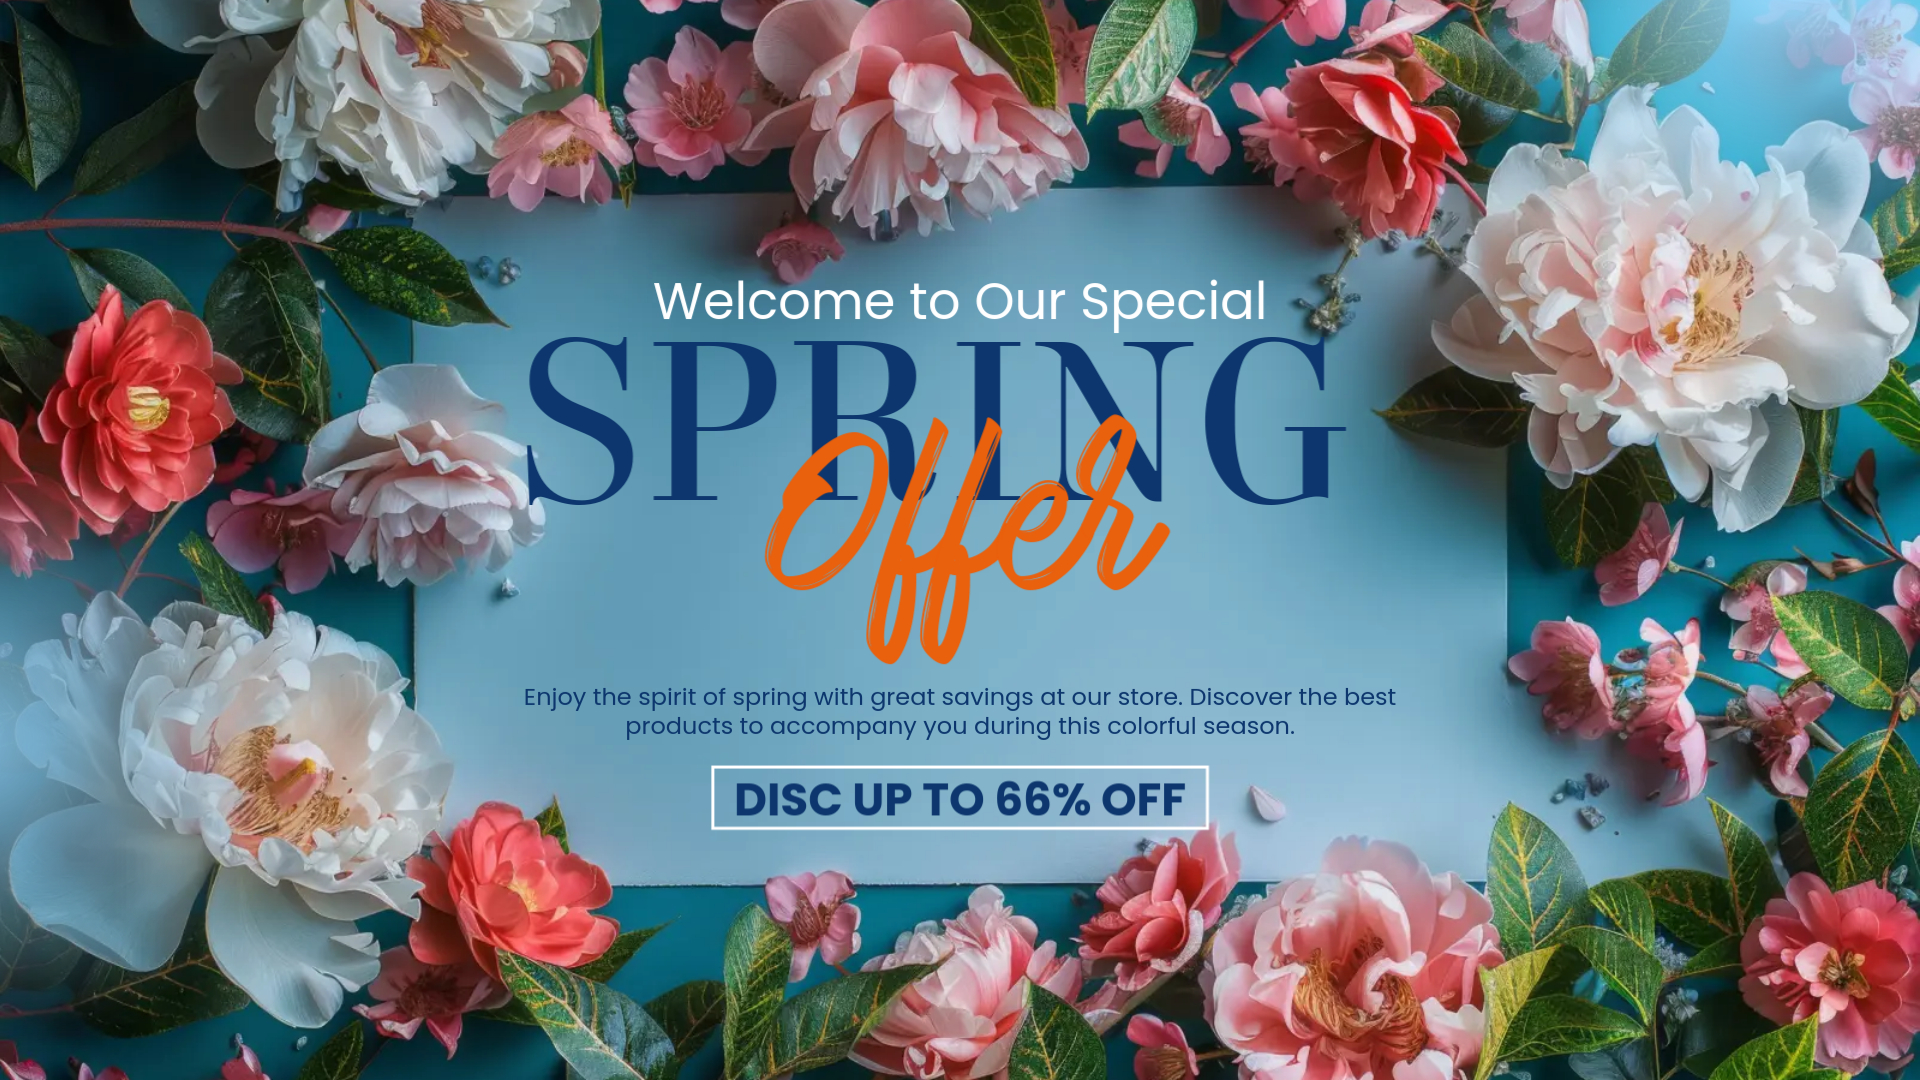 Welcome to Our Special
SPRING
Offer
Enjoy the spirit of spring with great savings at our store. Discover the best
products to accompany you during this colorful season.
DISC UP TO 66% OFF